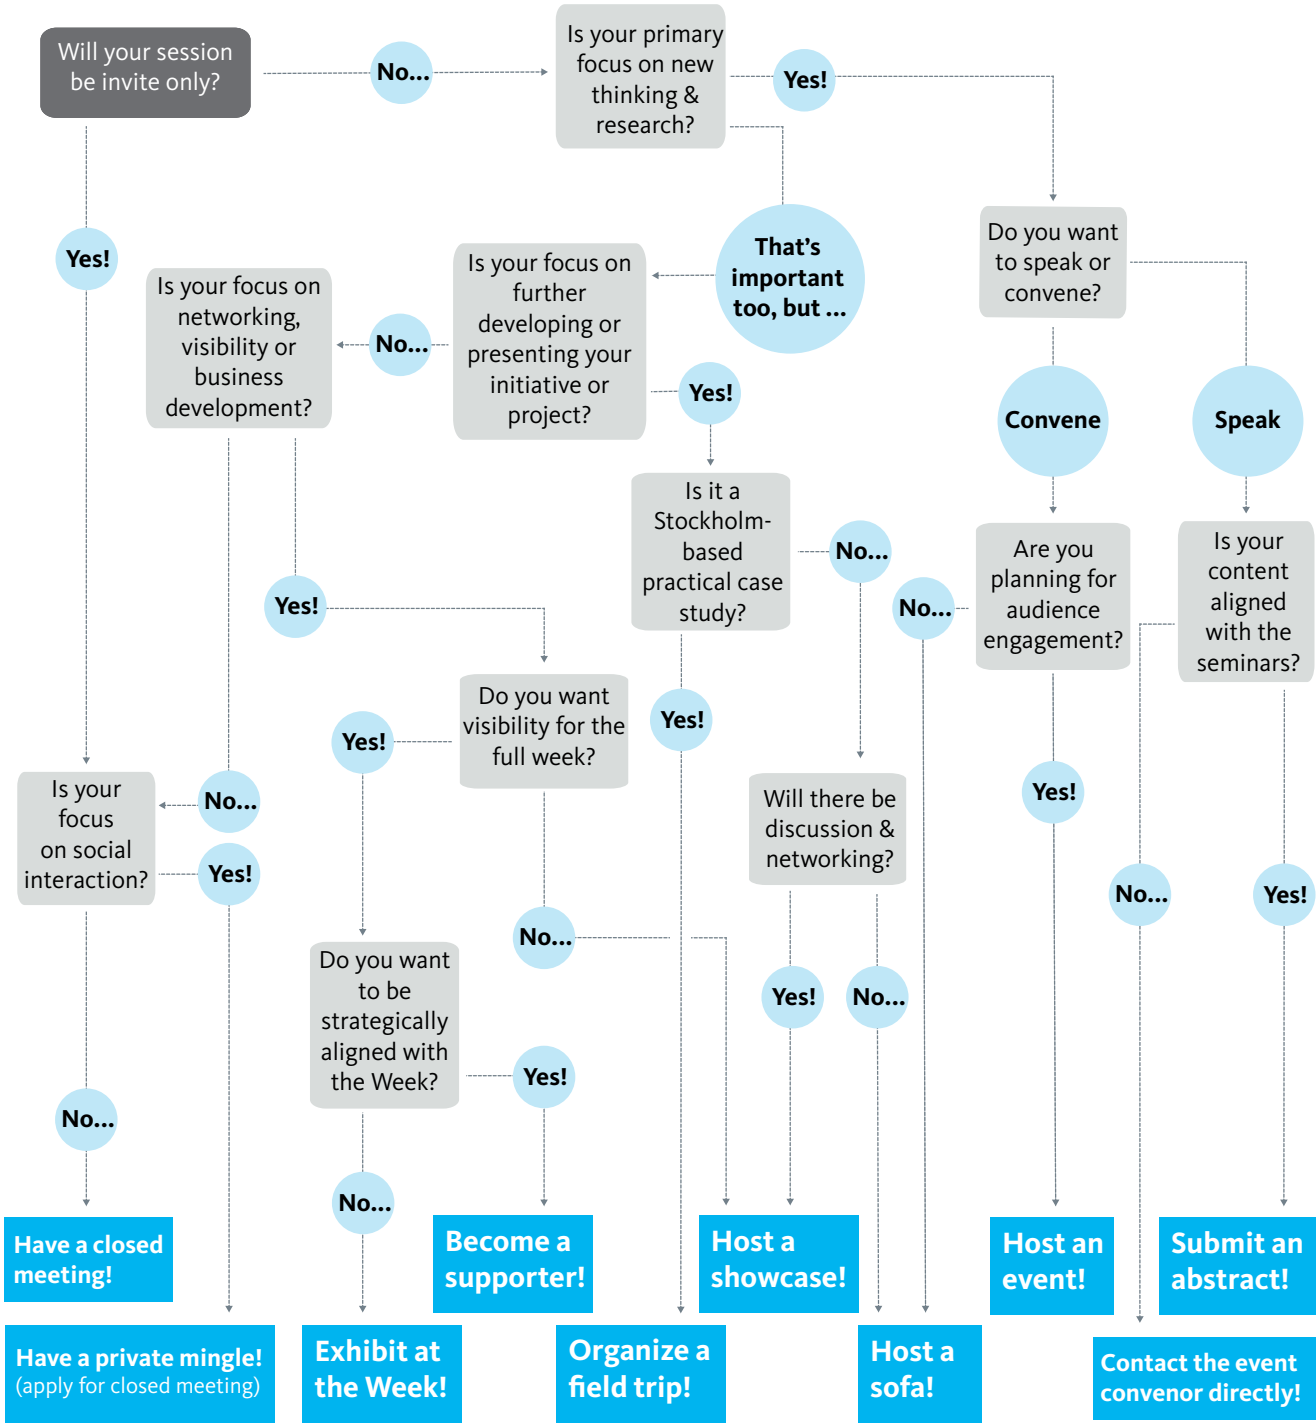 Will your session
be invite only?
No...
Is your primary
focus on new
thinking &
research?
Yes!
Yes!
Is your focus on
networking,
visibility or
business
development?
No...
Is your focus on
further
developing or
presenting your
initiative or
project?
That's
important
too, but ...
Yes!
Do you want
to speak or
convene?
Convene
Speak
Is it a
Stockholm-
based
practical case
study?
No...
No...
Are you
planning for
audience
engagement?
Is your
content
aligned
with the
seminars?
Yes!
Do you want
visibility for the
full week?
Yes!
Yes!
Is your
focus
on social
interaction?
No...
Yes!
Will there be
discussion &
networking?
Yes!
No...
Yes!
No...
Do you want
to be
strategically
aligned with
the Week?
Yes!
Yes!
No...
No...
No...
Have a closed
meeting!
Become a
supporter!
Host a
showcase!
Host an
event!
Submit an
abstract!
Have a private mingle!
(apply for closed meeting)
Exhibit at
the Week!
Organize a
field trip!
Host a
sofa!
Contact the event
convenor directly!